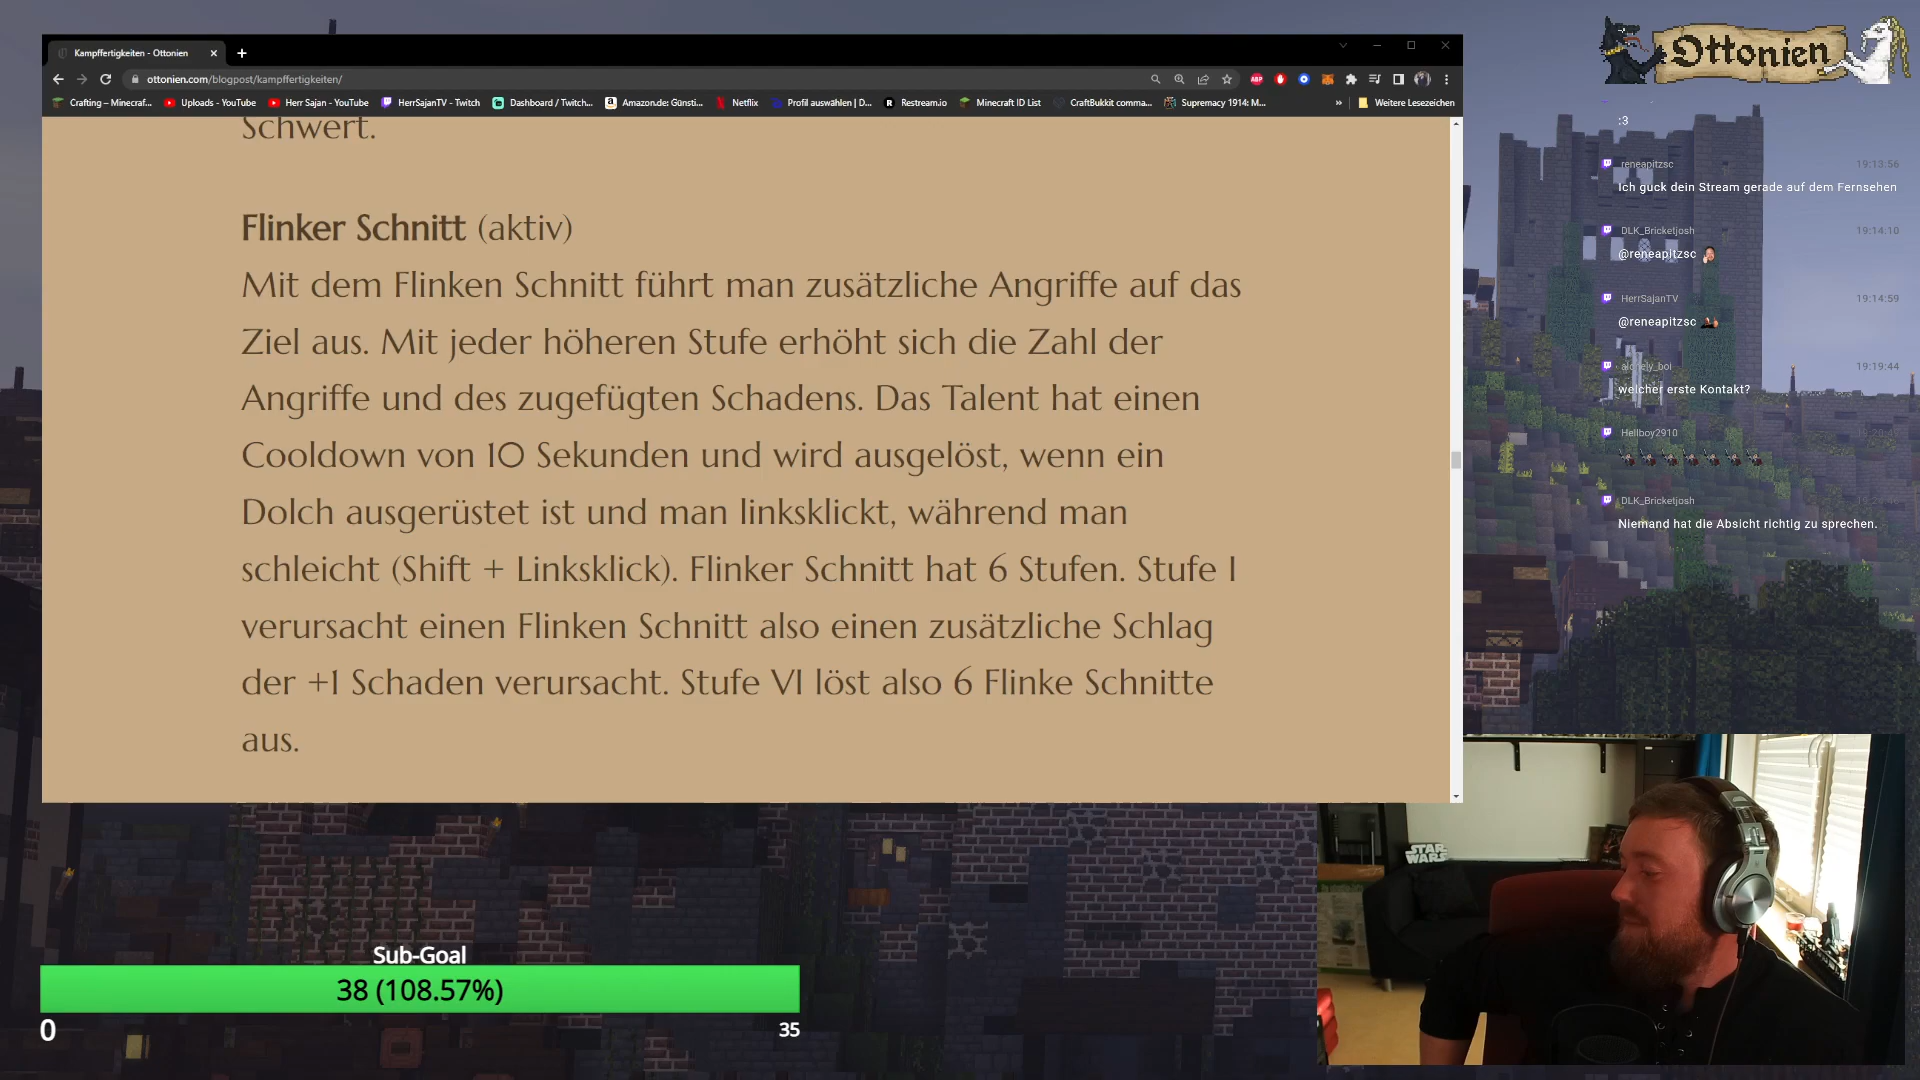 Kampffertigkeiten - Ottonien
ottonien.com/blogpost/kampffertigkeiten/
Crafting – Minecraf...
Uploads - YouTube
Herr Sajan - YouTube
HerrSajanTV - Twitch
Dashboard / Twitch...
Amazon.de: Günsti...
Netflix
Profil auswählen | D...
Restream.io
Minecraft ID List
CraftBukkit comma...
Supremacy 1914: M...
»
Weitere Lesezeichen
Schwert.
Flinker Schnitt (aktiv)
Mit dem Flinken Schnitt führt man zusätzliche Angriffe auf das
Ziel aus. Mit jeder höheren Stufe erhöht sich die Zahl der
Angriffe und des zugefügten Schadens. Das Talent hat einen
Cooldown von 10 Sekunden und wird ausgelöst, wenn ein
Dolch ausgerüstet ist und man linksklickt, während man
schleicht (Shift + Linksklick). Flinker Schnitt hat 6 Stufen. Stufe I
verursacht einen Flinken Schnitt also einen zusätzliche Schlag
der +1 Schaden verursacht. Stufe VI löst also 6 Flinke Schnitte
aus.
Ottonien
:3
reneapitzsc 19:13:56
Ich guck dein Stream gerade auf dem Fernsehen
DLK_Bricketjosh 19:14:10
@reneapitzsc
HerrSajanTV 19:14:59
@reneapitzsc
19:19:44
welcher erste Kontakt?
Hellboy2910
DLK_Bricketjosh
Niemand hat die Absicht richtig zu sprechen.
STAR
WARS
Sub-Goal
38 (108.57%)
0
35